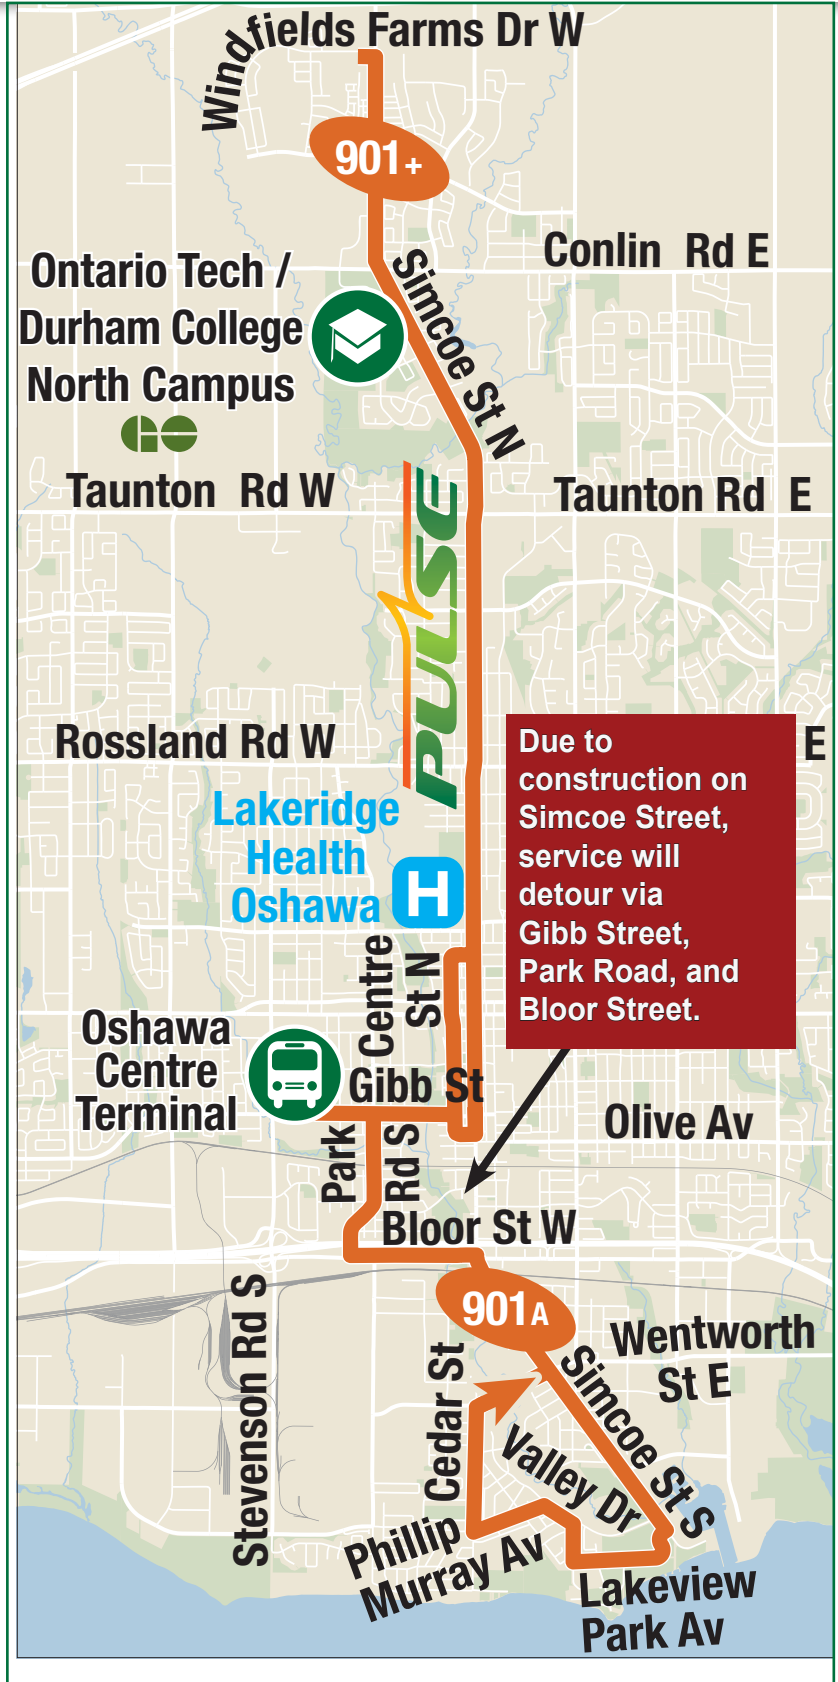 Windfields Farms Dr W
901+
Conlin Rd E
Simcoe St N
Ontario Tech /
Durham College
North Campus
GO
Taunton Rd W
Taunton Rd E
PULSE
Rossland Rd W
E
Due to
construction on
Simcoe Street,
service will
detour via
Gibb Street,
Park Road, and
Bloor Street.
Lakeridge
Health
Oshawa
H
Centre
St N
Oshawa
Centre
Terminal
Gibb St
Olive Av
Park
Rd S
Bloor St W
901A
Stevenson Rd S
Wentworth
St E
Cedar St
Simcoe St S
Valley Dr
Phillip
Murray Av
Lakeview
Park Av